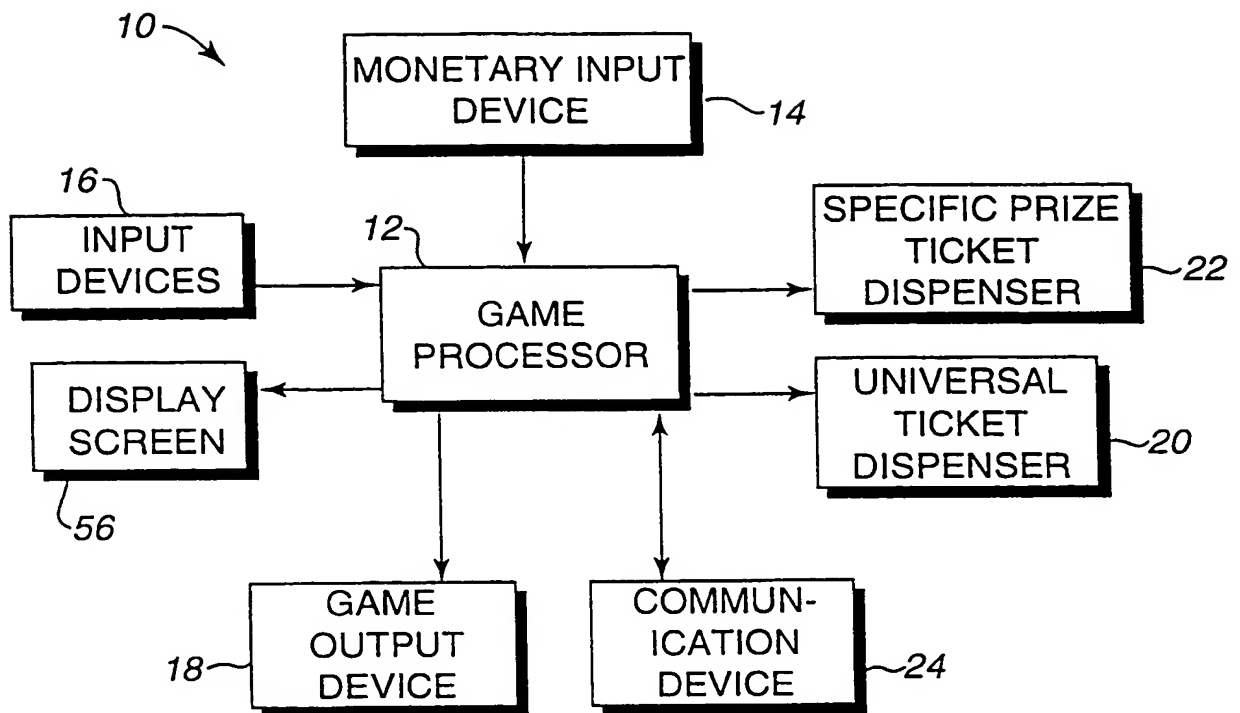 10
MONETARY INPUT
DEVICE
14
16
INPUT
DEVICES
12
GAME
PROCESSOR
SPECIFIC PRIZE
TICKET
DISPENSER
22
DISPLAY
SCREEN
56
UNIVERSAL
TICKET
DISPENSER
20
GAME
OUTPUT
DEVICE
18
COMMUN-
ICATION
DEVICE
24